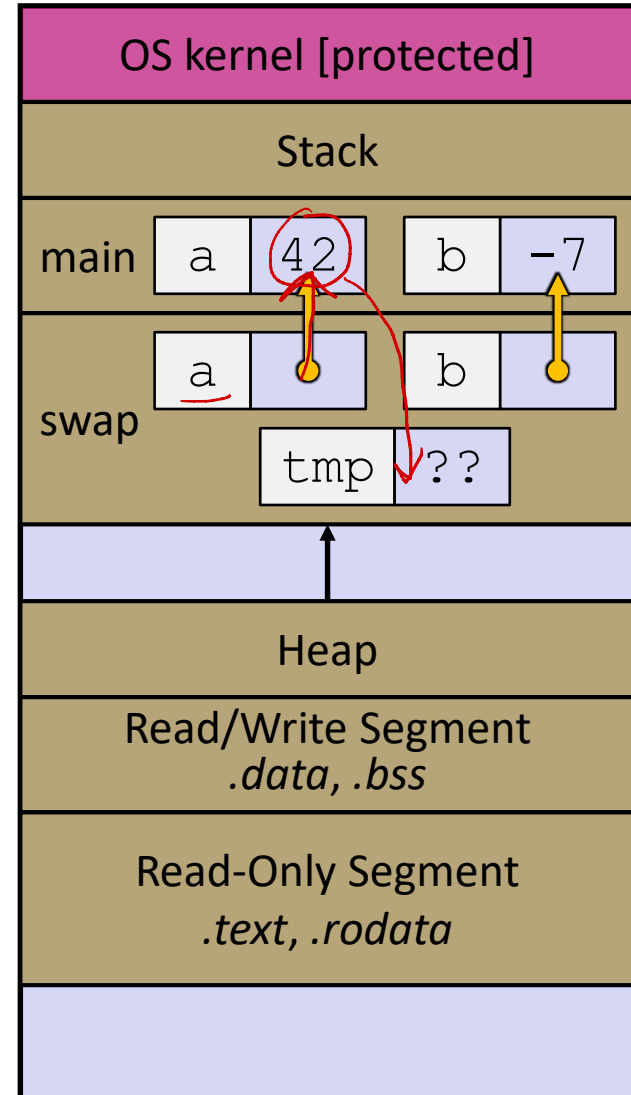 OS kernel [protected]
Stack
main a 42 b -7
a b
swap
tmp ??
Heap
Read/Write Segment
.data, .bss
Read-Only Segment
.text, .rodata